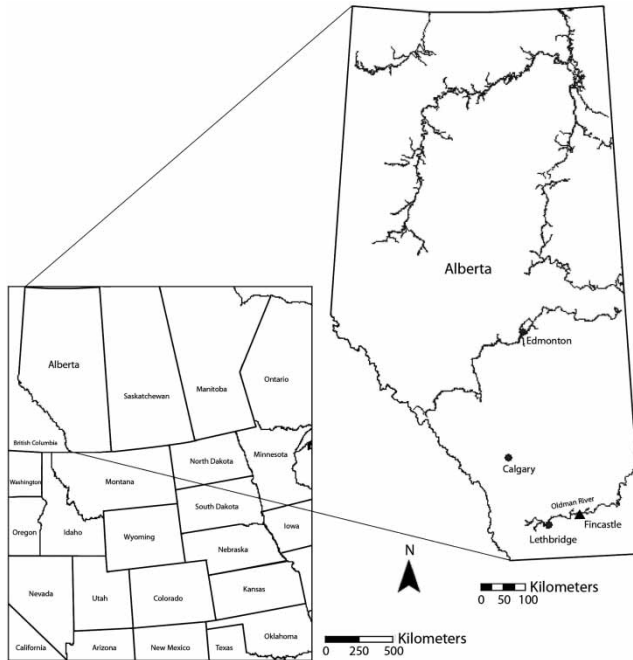 Alberta
Edmonton
Calgary
Oldman River
Fincastle
Lethbridge
N
Kilometers
0 25 50 100
Kilometers
0 250 500
Alberta
Saskatchewan
Manitoba
Ontario
British Columbia
Washington
Montana
North Dakota
Minnesota
South Dakota
Oregon
Idaho
Wyoming
Iowa
Nebraska
Nevada
Utah
Colorado
Kansas
California
Arizona
New Mexico
Texas
Oklahoma